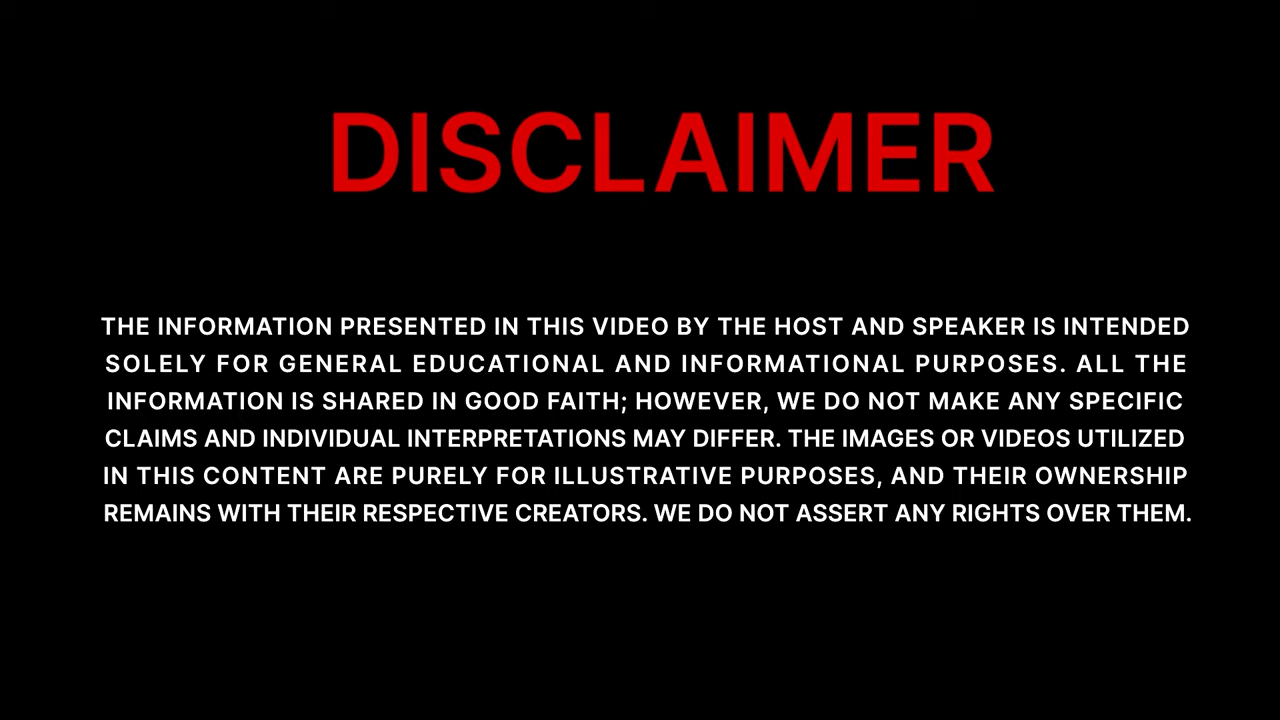 DISCLAIMER
THE INFORMATION PRESENTED IN THIS VIDEO BY THE HOST AND SPEAKER IS INTENDED
SOLELY FOR GENERAL EDUCATIONAL AND INFORMATIONAL PURPOSES. ALL THE
INFORMATION IS SHARED IN GOOD FAITH; HOWEVER, WE DO NOT MAKE ANY SPECIFIC
CLAIMS AND INDIVIDUAL INTERPRETATIONS MAY DIFFER. THE IMAGES OR VIDEOS UTILIZED
IN THIS CONTENT ARE PURELY FOR ILLUSTRATIVE PURPOSES, AND THEIR OWNERSHIP
REMAINS WITH THEIR RESPECTIVE CREATORS. WE DO NOT ASSERT ANY RIGHTS OVER THEM.